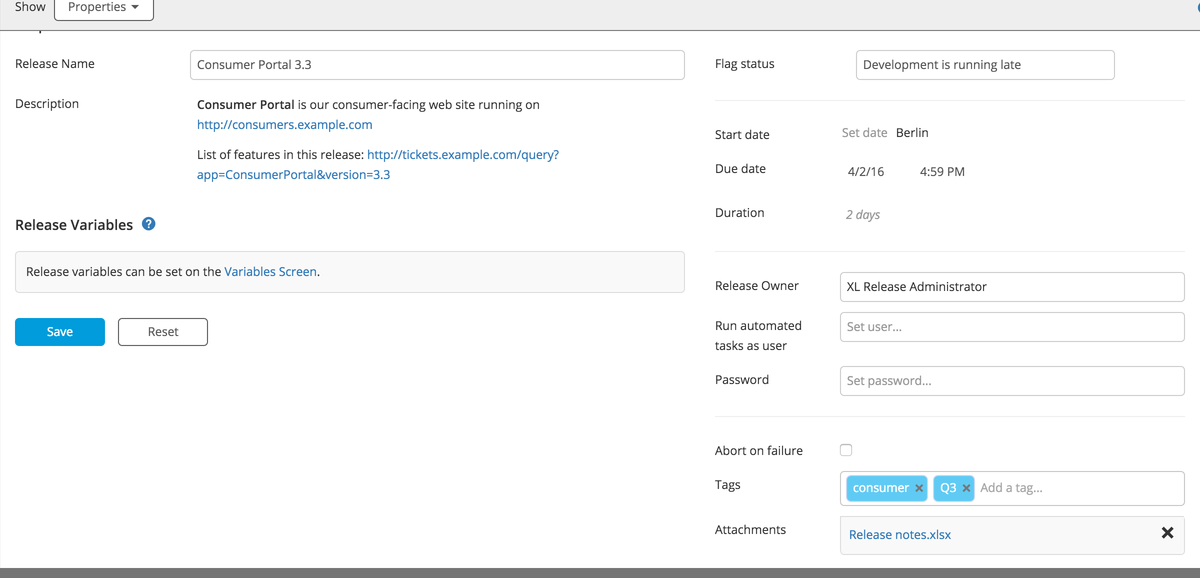 Show Properties
Release Name Consumer Portal 3.3
Description Consumer Portal is our consumer-facing web site running on
http://consumers.example.com
List of features in this release: http://tickets.example.com/query?
app=ConsumerPortal&version=3.3
Release Variables ?
Release variables can be set on the Variables Screen.
Save Reset
Flag status Development is running late
Start date Set date Berlin
Due date 4/2/16 4:59 PM
Duration 2 days
Release Owner XL Release Administrator
Run automated Set user...
tasks as user
Password Set password...
Abort on failure
Tags consumer × Q3 × Add a tag...
Attachments Release notes.xlsx